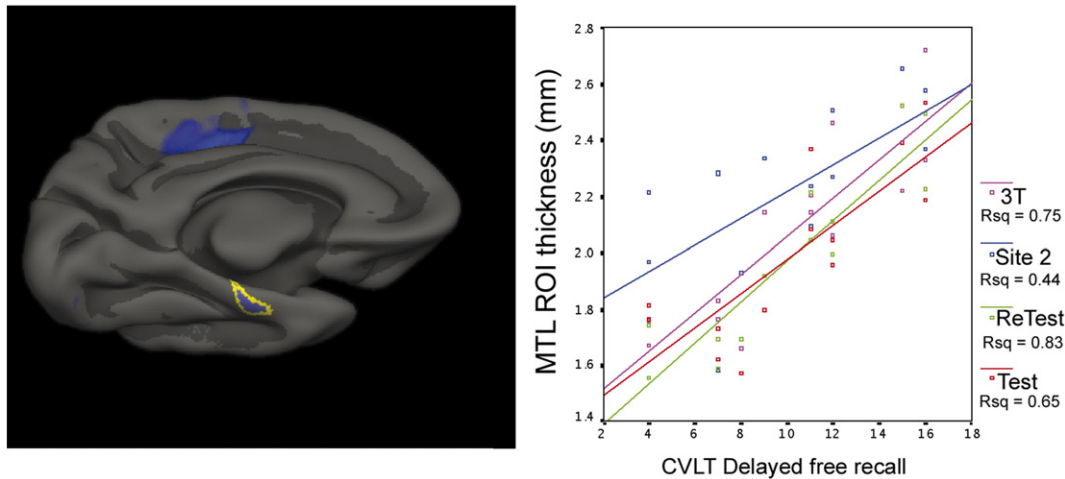 2.8
2.6
2.4
2.2
2.0
1.8
1.6
1.4
MTL ROI thickness (mm)
2 4 6 8 10 12 14 16 18
CVLT Delayed free recall
3T
Rsq = 0.75
Site 2
Rsq = 0.44
ReTest
Rsq = 0.83
Test
Rsq = 0.65